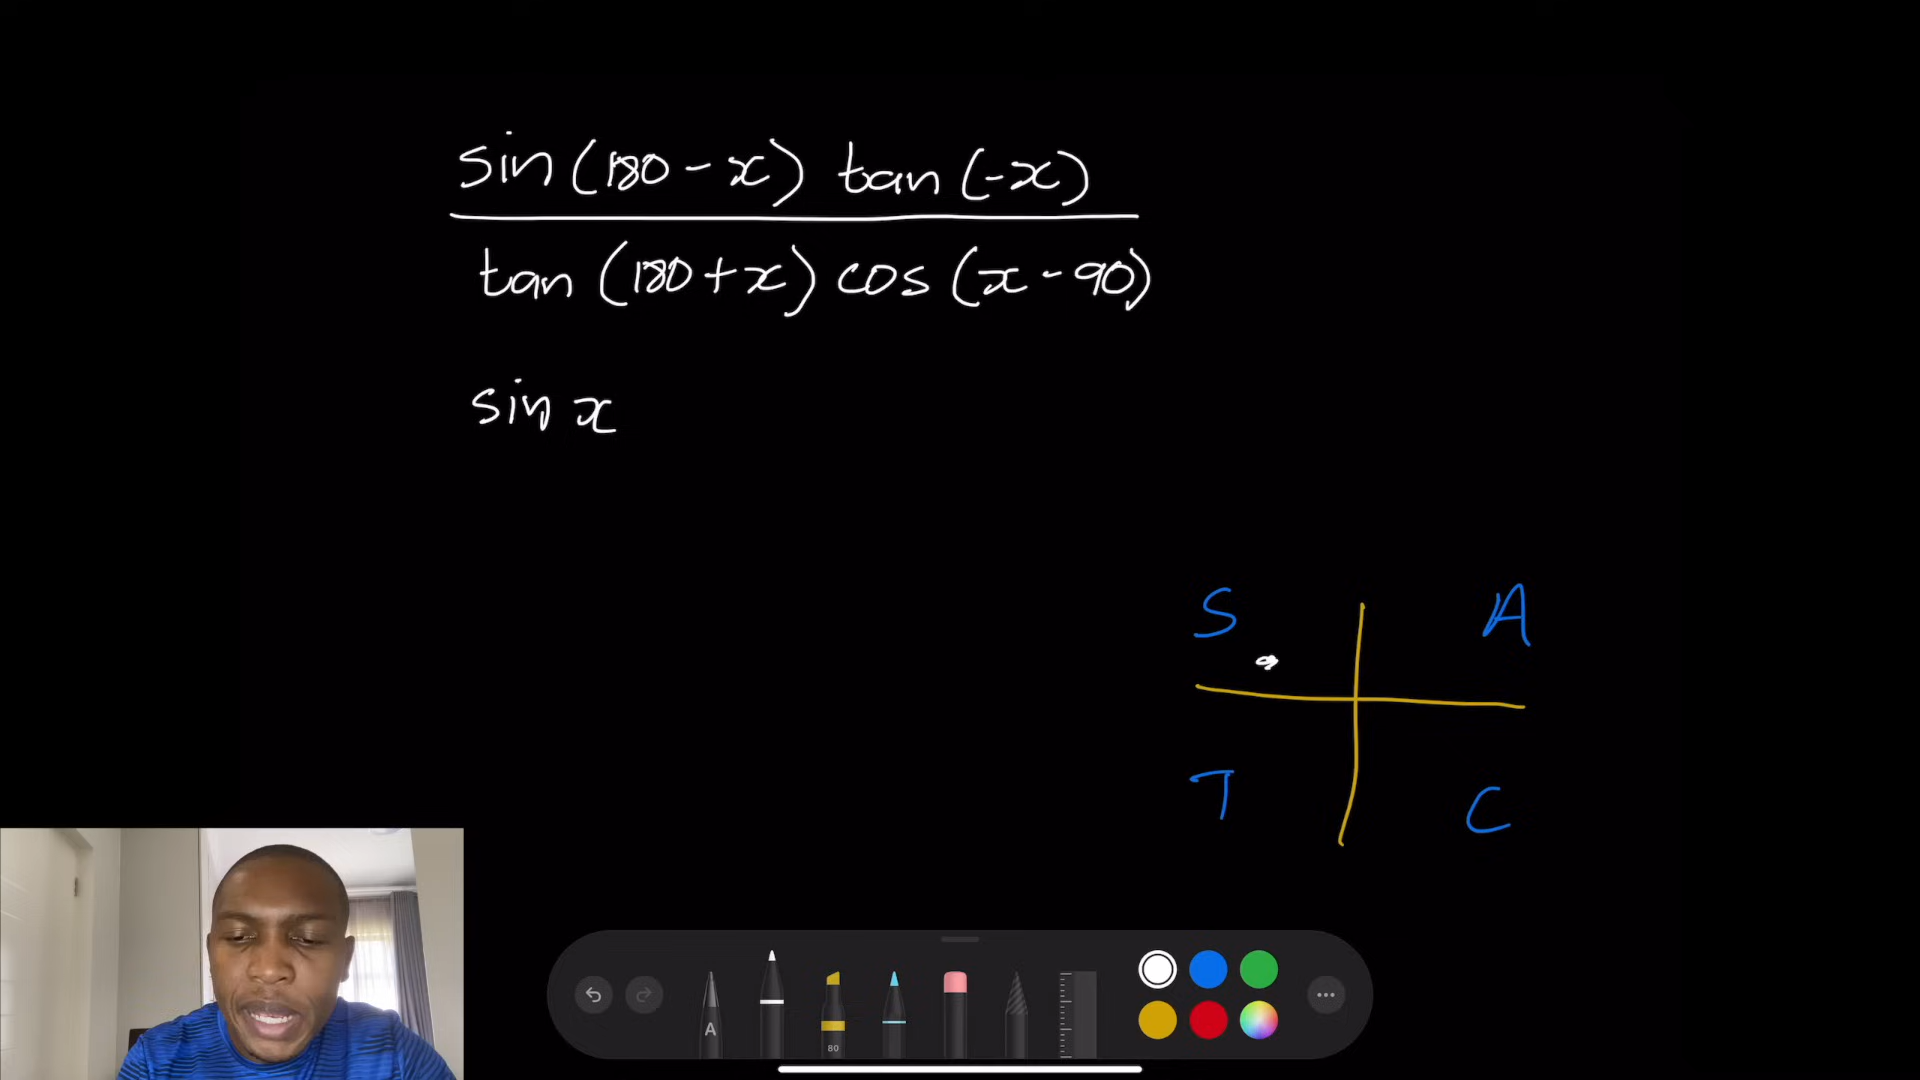 sin (180 - x) tan (-x)
tan (180 + x) cos (x - 90)
sin x
S A
T C
A
80